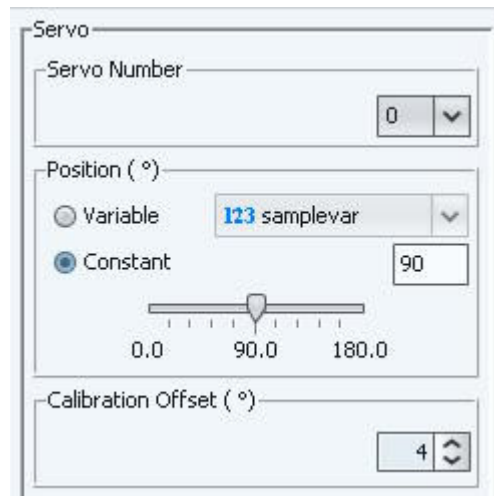 Servo
Servo Number
0
Position ( º)
Variable 123 samplevar
Constant 90
0.0 90.0 180.0
Calibration Offset ( º)
4